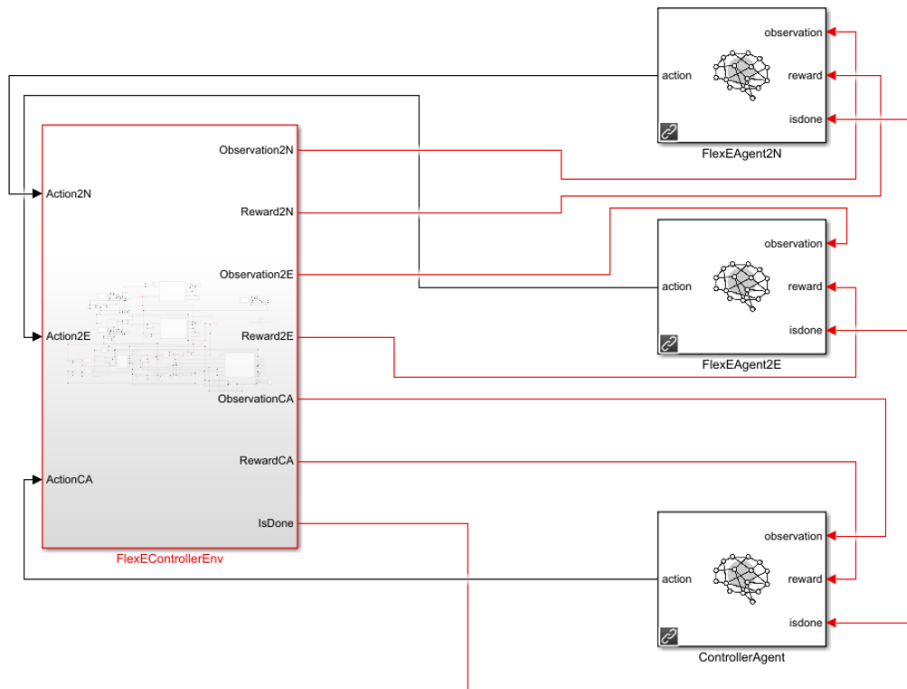 observation
action
reward
isdone
FlexEAgent2N
Observation2N
Action2N
Reward2N
Observation2E
Action2E
Reward2E
ObservationCA
RewardCA
ActionCA
IsDone
FlexEControllerEnv
observation
action
reward
isdone
FlexEAgent2E
observation
action
reward
isdone
ControllerAgent